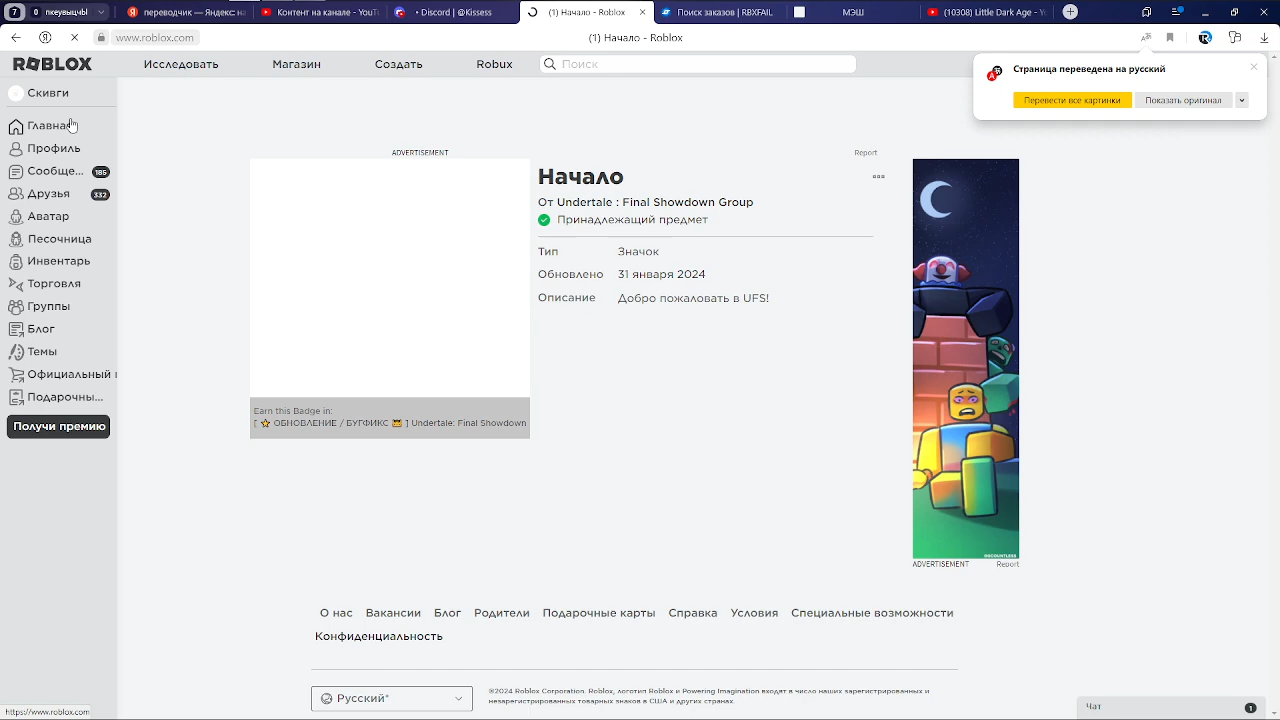 7
пкеуыцчЫ
переводчик — Яндекс на
Контент на канале - YouTu
• Discord | @Kissess
(1) Начало - Roblox
Поиск заказов | RBXFAIL
МЭШ
(10308) Little Dark Age - Yo
www.roblox.com
(1) Начало - Roblox
ROBLOX
Исследовать
Магазин
Создать
Robux
Поиск
Страница переведена на русский
Перевести все картинки
Показать оригинал
Скивги
Главная
Профиль
Сообще...
185
Друзья
332
Аватар
Песочница
Инвентарь
Торговля
Группы
Блог
Темы
Официальный
Подарочны...
Получи премию
ADVERTISEMENT
Report
Начало
От Undertale : Final Showdown Group
Принадлежащий предмет
Тип
Значок
Обновлено
31 января 2024
Описание
Добро пожаловать в UFS!
Earn this Badge in:
[ ⭐ ОБНОВЛЕНИЕ / БУГФИКС 😈 ] Undertale: Final Showdown
ADVERTISEMENT
Report
О нас
Вакансии
Блог
Родители
Подарочные карты
Справка
Условия
Специальные возможности
Конфиденциальность
Русский*
©2024 Roblox Corporation. Roblox, логотип Roblox и Powering Imagination входят в число наших зарегистрированных и
незарегистрированных товарных знаков в США и других странах.
https://www.roblox.com
Чат
1